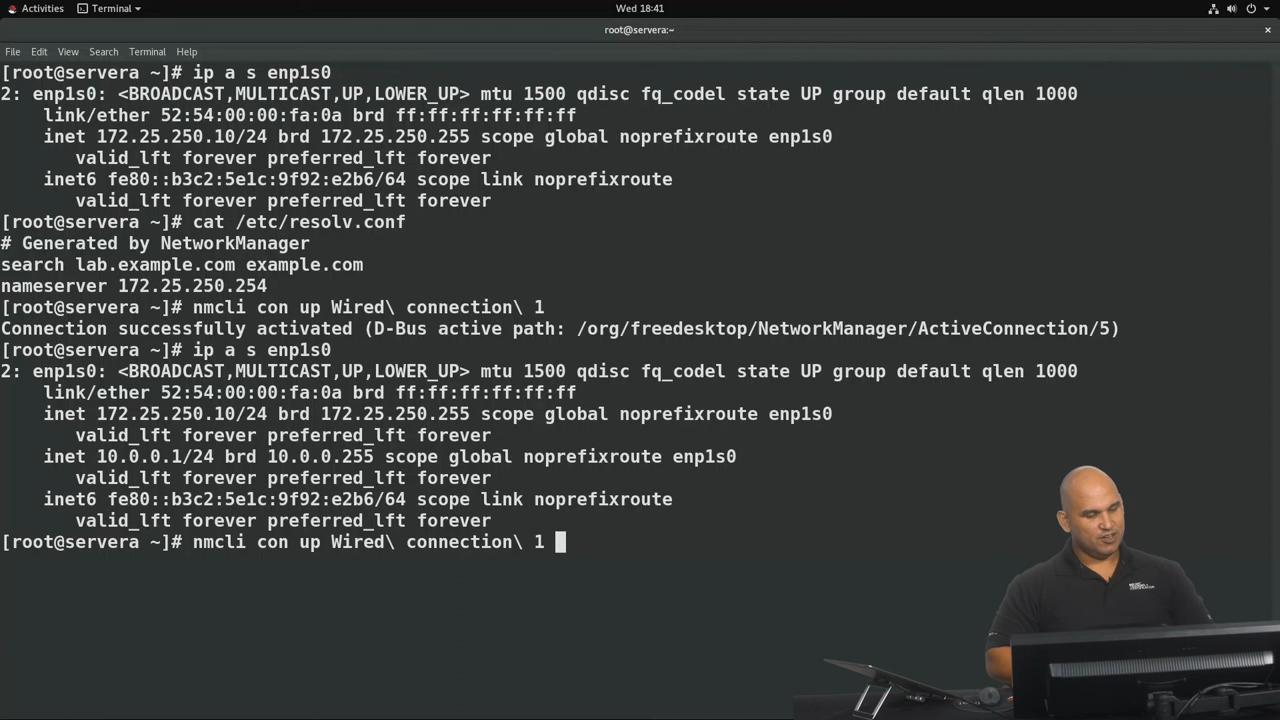 Activities Terminal Wed 18:41
root@servera:~
File Edit View Search Terminal Help
[root@servera ~]# ip a s enp1s0
2: enp1s0: <BROADCAST,MULTICAST,UP,LOWER_UP> mtu 1500 qdisc fq_codel state UP group default qlen 1000
    link/ether 52:54:00:00:fa:0a brd ff:ff:ff:ff:ff:ff
    inet 172.25.250.10/24 brd 172.25.250.255 scope global noprefixroute enp1s0
       valid_lft forever preferred_lft forever
    inet6 fe80::b3c2:5e1c:9f92:e2b6/64 scope link noprefixroute
       valid_lft forever preferred_lft forever
[root@servera ~]# cat /etc/resolv.conf
# Generated by NetworkManager
search lab.example.com example.com
nameserver 172.25.250.254
[root@servera ~]# nmcli con up Wired\ connection\ 1
Connection successfully activated (D-Bus active path: /org/freedesktop/NetworkManager/ActiveConnection/5)
[root@servera ~]# ip a s enp1s0
2: enp1s0: <BROADCAST,MULTICAST,UP,LOWER_UP> mtu 1500 qdisc fq_codel state UP group default qlen 1000
    link/ether 52:54:00:00:fa:0a brd ff:ff:ff:ff:ff:ff
    inet 172.25.250.10/24 brd 172.25.250.255 scope global noprefixroute enp1s0
       valid_lft forever preferred_lft forever
    inet 10.0.0.1/24 brd 10.0.0.255 scope global noprefixroute enp1s0
       valid_lft forever preferred_lft forever
    inet6 fe80::b3c2:5e1c:9f92:e2b6/64 scope link noprefixroute
       valid_lft forever preferred_lft forever
[root@servera ~]# nmcli con up Wired\ connection\ 1